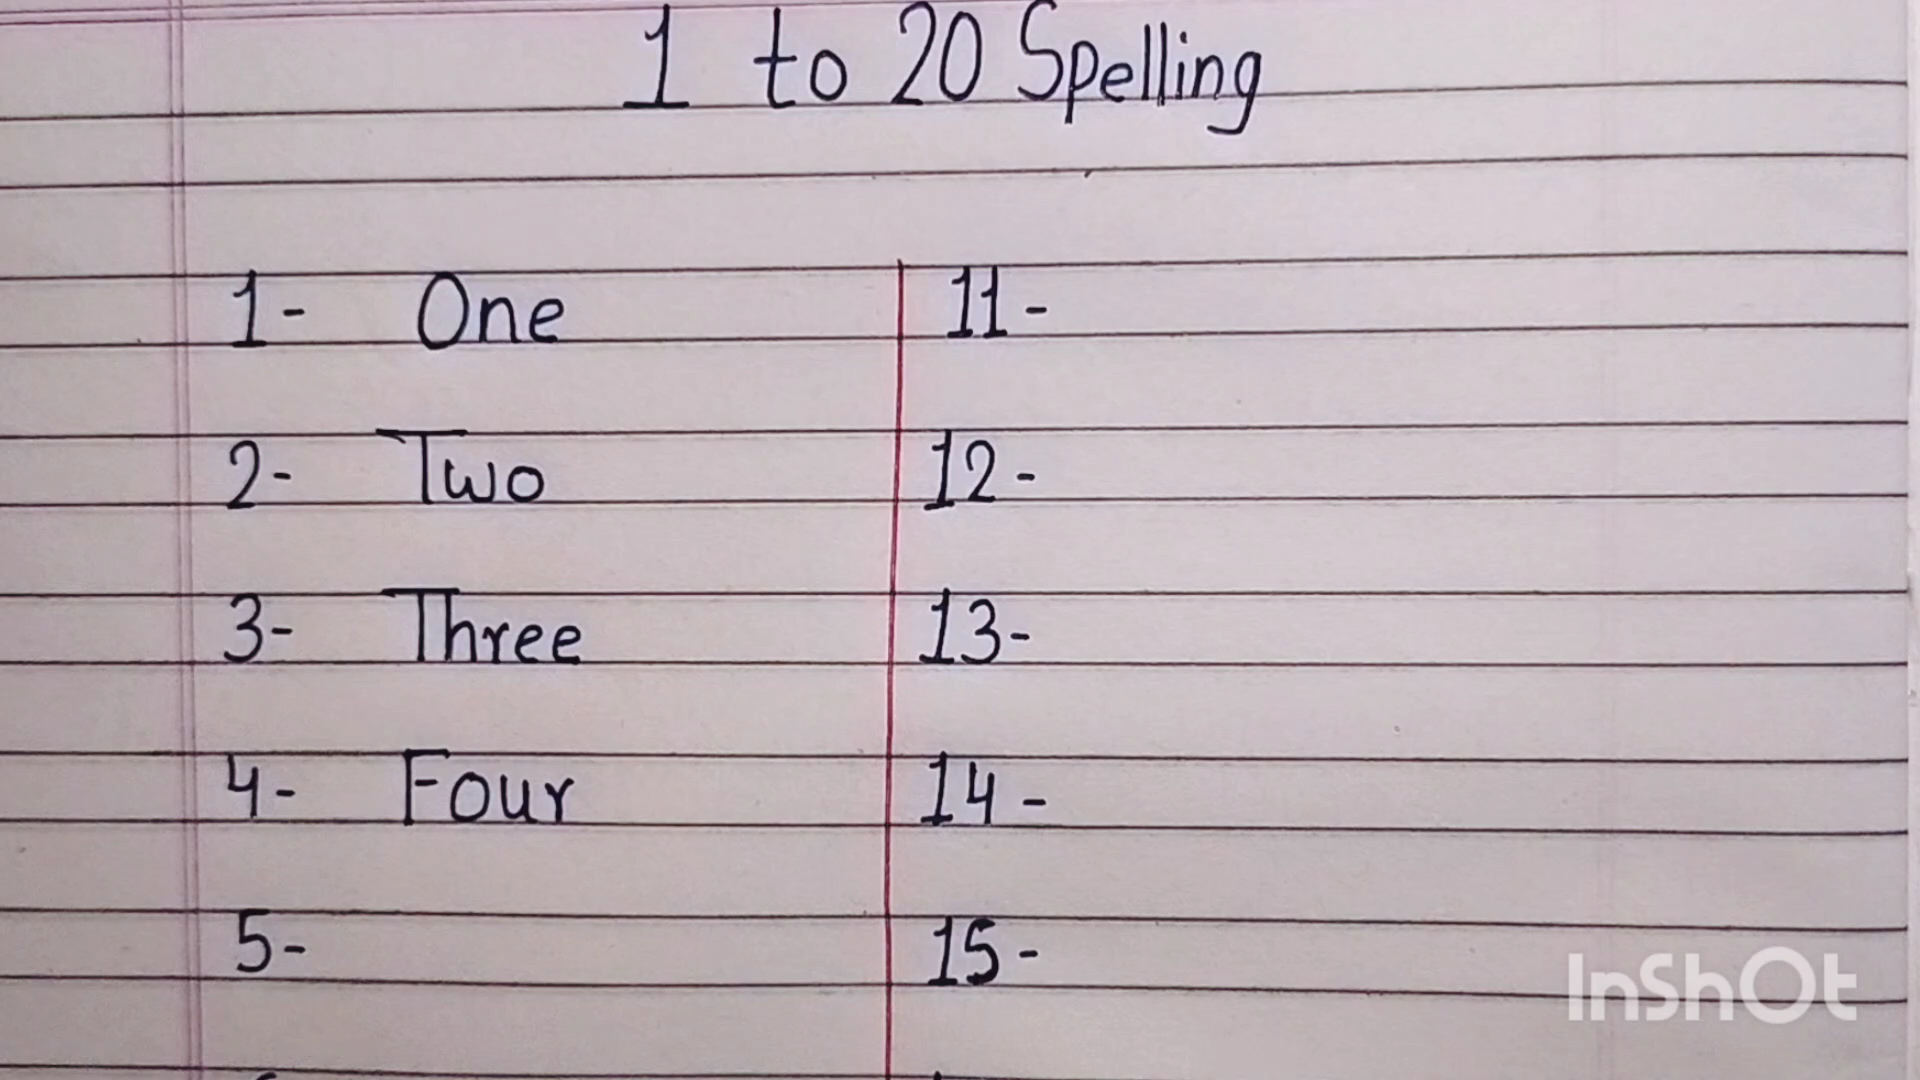 1 to 20 Spelling
1- One
2- Two
3- Three
4- Four
5-
11-
12-
13-
14-
15-
InShOt